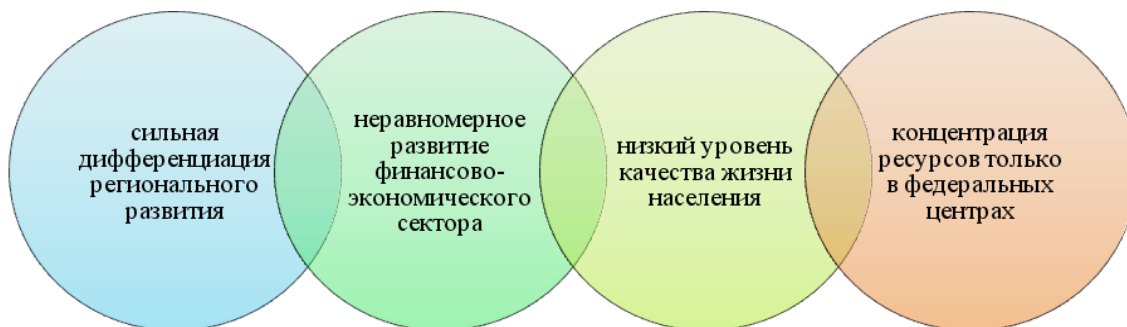 сильная
дифференциация
регионального
развития
неравномерное
развитие
финансово-
экономического
сектора
низкий уровень
качества жизни
населения
концентрация
ресурсов только
в федеральных
центрах